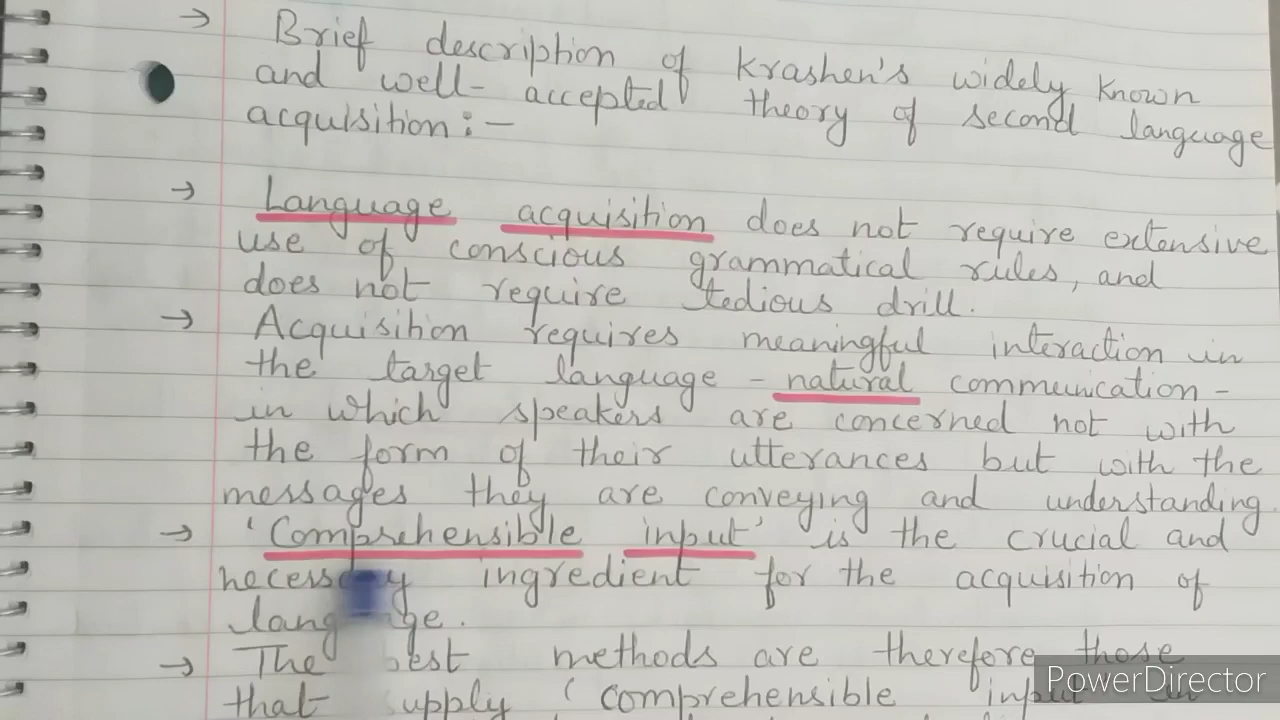 → Brief description of Krashen's widely known
and well-accepted theory of second language
acquisition:-
→ Language acquisition does not require extensive
use of conscious grammatical rules, and
does not require tedious drill.
→ Acquisition requires meaningful interaction in
the target language - natural communication -
in which speakers are concerned not with
the form of their utterances but with the
messages they are conveying and understanding.
→ 'Comprehensible input' is the crucial and
ingredient for the acquisition of
→ The methods are therefore those
that 'comprehensible input in
PowerDirector